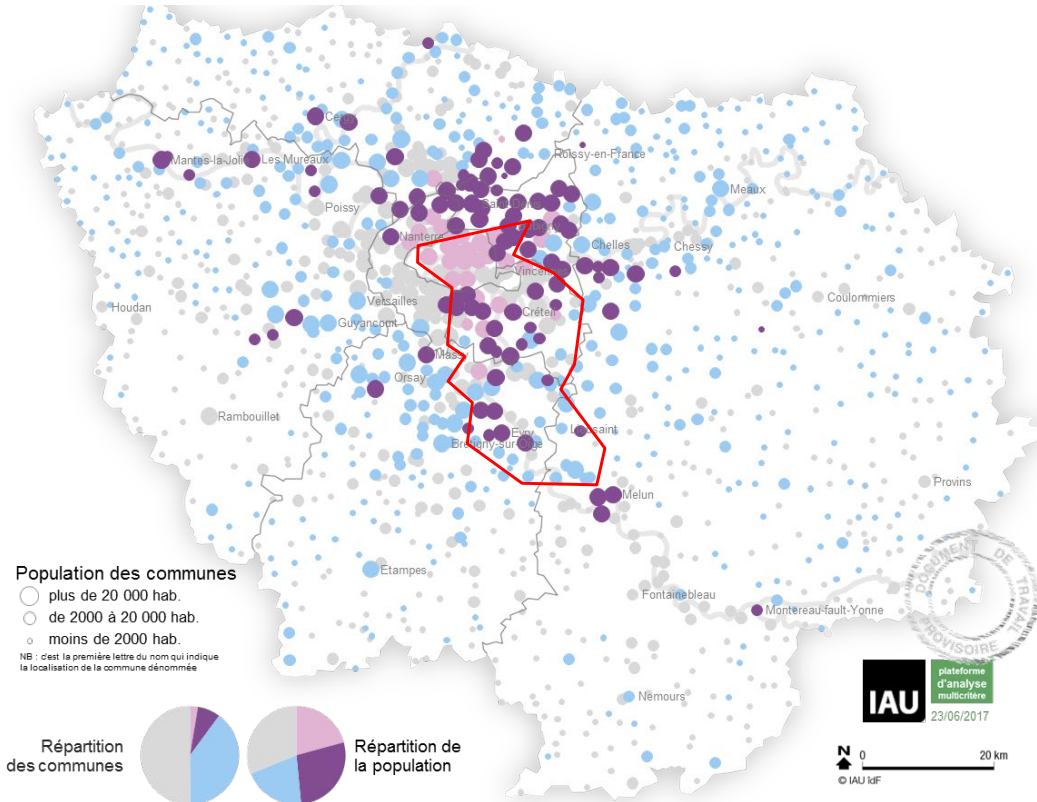 Cergy
Roissy-en-France
Mantes-la-Jolie
Les Mureaux
Meaux
Poissy
Saint-Denis
Nanterre
Chelles
Chessy
Vincennes
Versailles
Houdan
Coulommiers
Créteil
Guyancourt
Massy
Orsay
Rambouillet
Evry
Lieusaint
Brétigny-sur-Orge
Melun
Provins
Etampes
Fontainebleau
Montereau-fault-Yonne
Nemours
Population des communes
plus de 20 000 hab.
de 2000 à 20 000 hab.
moins de 2000 hab.
NB : c'est la première lettre du nom qui indique
la localisation de la commune dénommée
Répartition
des communes
Répartition de
la population
DOCUMENT DE TRAVAIL
PROVISOIRE
IAU
plateforme
d'analyse
multicritère
23/06/2017
N
0
20 km
© IAU îdF